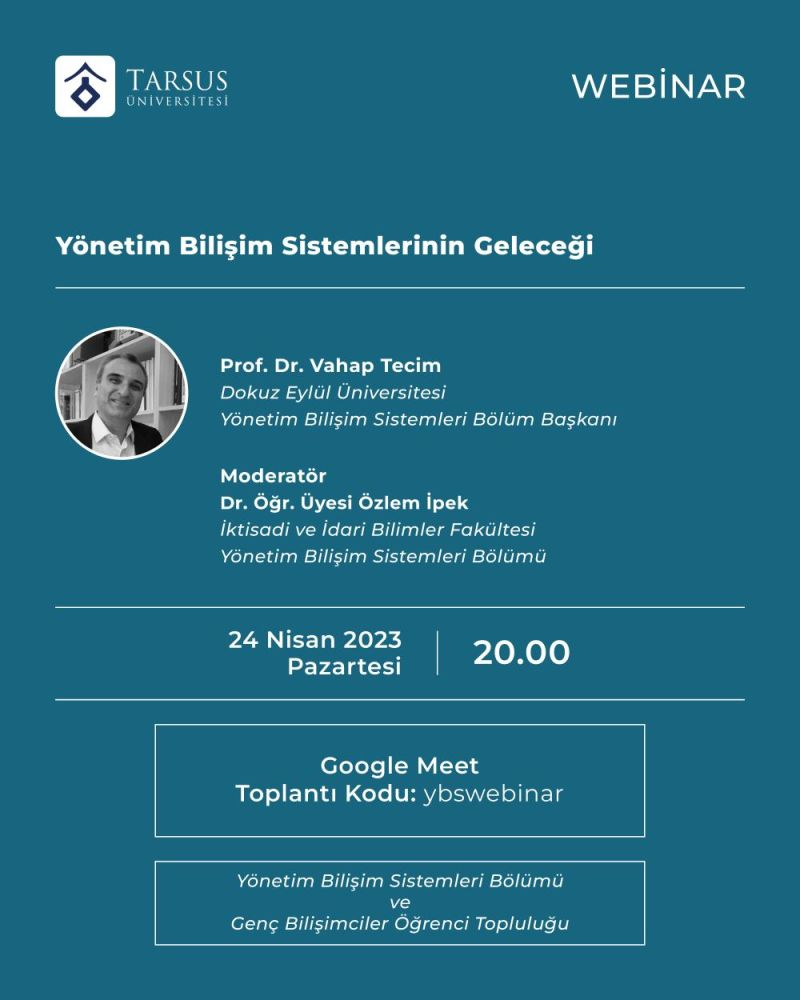 TARSUS
ÜNİVERSİTESİ
WEBİNAR
Yönetim Bilişim Sistemlerinin Geleceği
Prof. Dr. Vahap Tecim
Dokuz Eylül Üniversitesi
Yönetim Bilişim Sistemleri Bölüm Başkanı
Moderatör
Dr. Öğr. Üyesi Özlem İpek
İktisadi ve İdari Bilimler Fakültesi
Yönetim Bilişim Sistemleri Bölümü
24 Nisan 2023
Pazartesi
20.00
Google Meet
Toplantı Kodu: ybswebinar
Yönetim Bilişim Sistemleri Bölümü
ve
Genç Bilişimciler Öğrenci Topluluğu